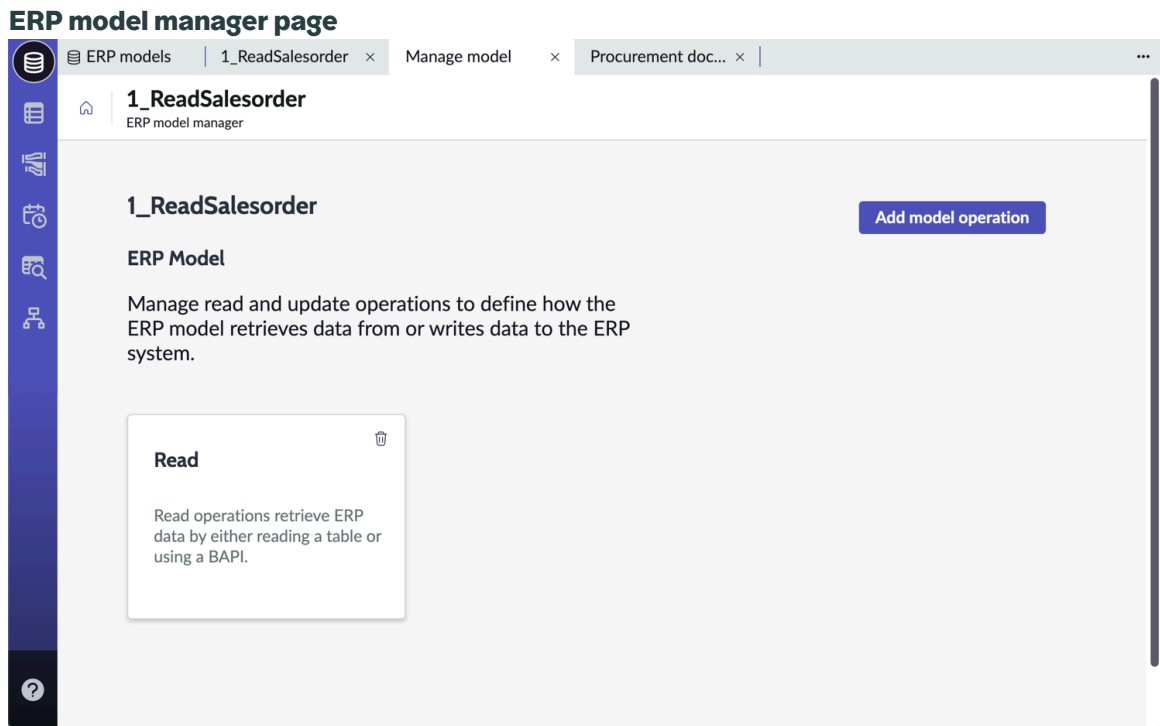 ERP model manager page
ERP models
1_ReadSalesorder
Manage model
Procurement doc...
1_ReadSalesorder
ERP model manager
1_ReadSalesorder
Add model operation
ERP Model
Manage read and update operations to define how the
ERP model retrieves data from or writes data to the ERP
system.
Read
Read operations retrieve ERP
data by either reading a table or
using a BAPI.
?